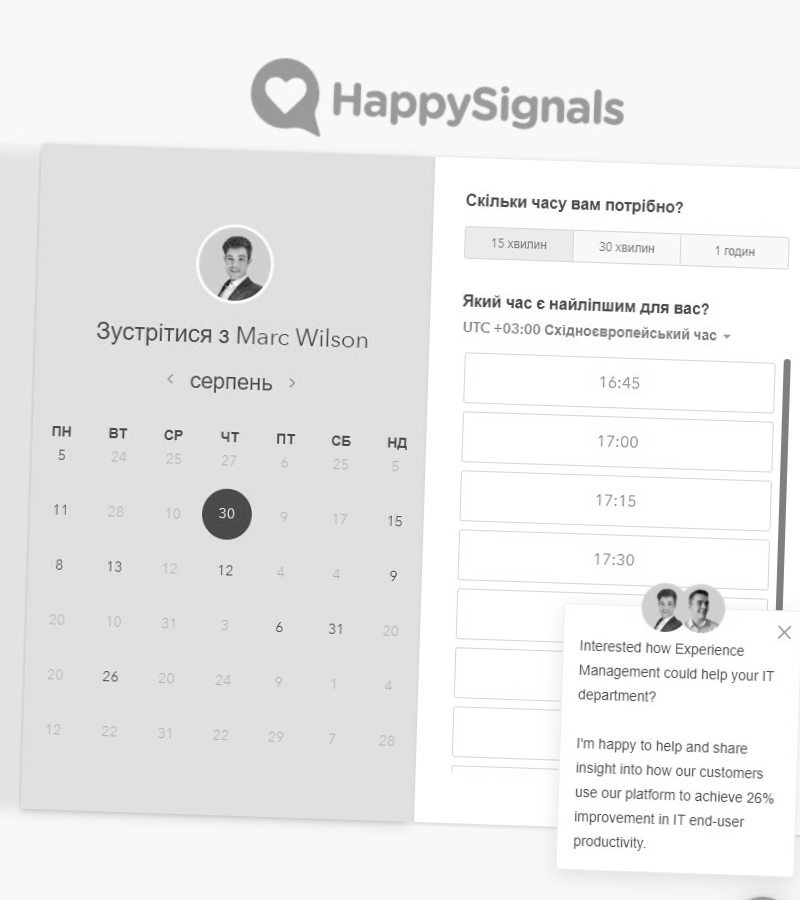 HappySignals
Зустрітися з Marc Wilson
серпень
ПН ВТ СР ЧТ ПТ СБ НД
5 24 25 27 6 25 5
11 28 10 30 9 17 15
8 13 12 12 4 4 9
20 10 31 3 6 31 20
20 26 20 24 9 1 4
12 22 31 22 29 7 28
Скільки часу вам потрібно?
15 хвилин 30 хвилин 1 годин
Який час є найліпшим для вас?
UTC +03:00 Східноєвропейський час
16:45
17:00
17:15
17:30
Interested how Experience
Management could help your IT
department?
I'm happy to help and share
insight into how our customers
use our platform to achieve 26%
improvement in IT end-user
productivity.